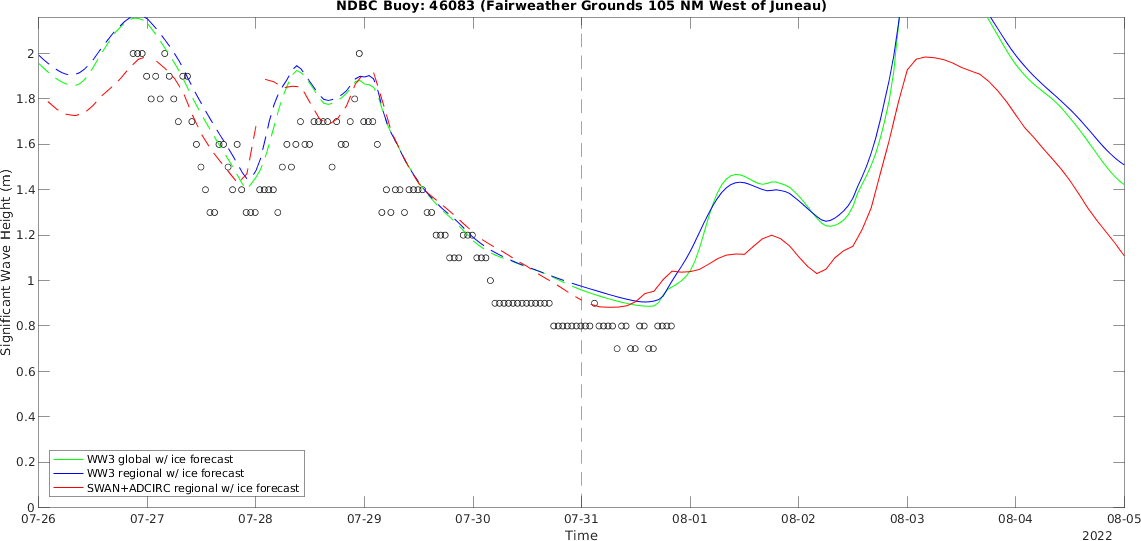 NDBC Buoy: 46083 (Fairweather Grounds 105 NM West of Juneau)
Significant Wave Height (m)
2
1.8
1.6
1.4
1.2
1
0.8
0.6
0.4
0.2
0
WW3 global w/ ice forecast
WW3 regional w/ ice forecast
SWAN+ADCIRC regional w/ ice forecast
07-26 07-27 07-28 07-29 07-30 07-31 08-01 08-02 08-03 08-04 08-05
Time 2022